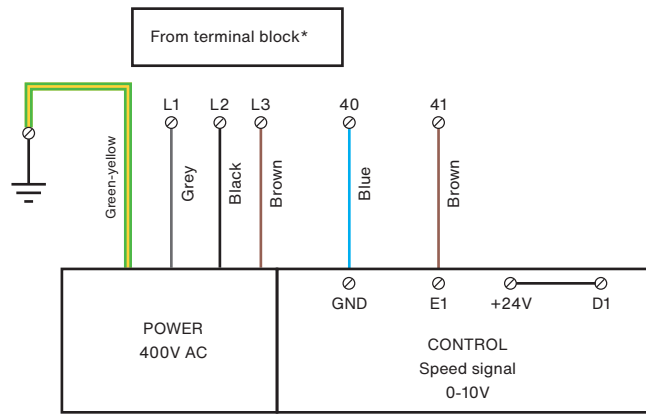 From terminal block*
L1 L2 L3 40 41
Green-yellow
Grey
Black
Brown
Blue
Brown
GND E1 +24V D1
POWER
400V AC
CONTROL
Speed signal
0-10V